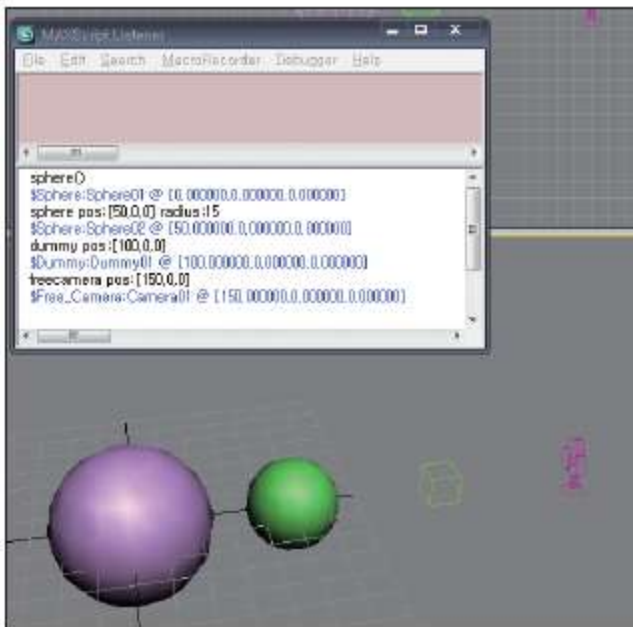 MAXScript Listener
File Edit Search MacroRecorder Debugger Help
sphere()
$Sphere:Sphere01 @ [0.000000,0.000000,0.000000]
sphere pos:[50,0,0] radius:15
$Sphere:Sphere02 @ [50.000000,0.000000,0.000000]
dummy pos:[100,0,0]
$Dummy:Dummy01 @ [100.000000,0.000000,0.000000]
freecamera pos:[150,0,0]
$Free_Camera:Camera01 @ [150.000000,0.000000,0.000000]